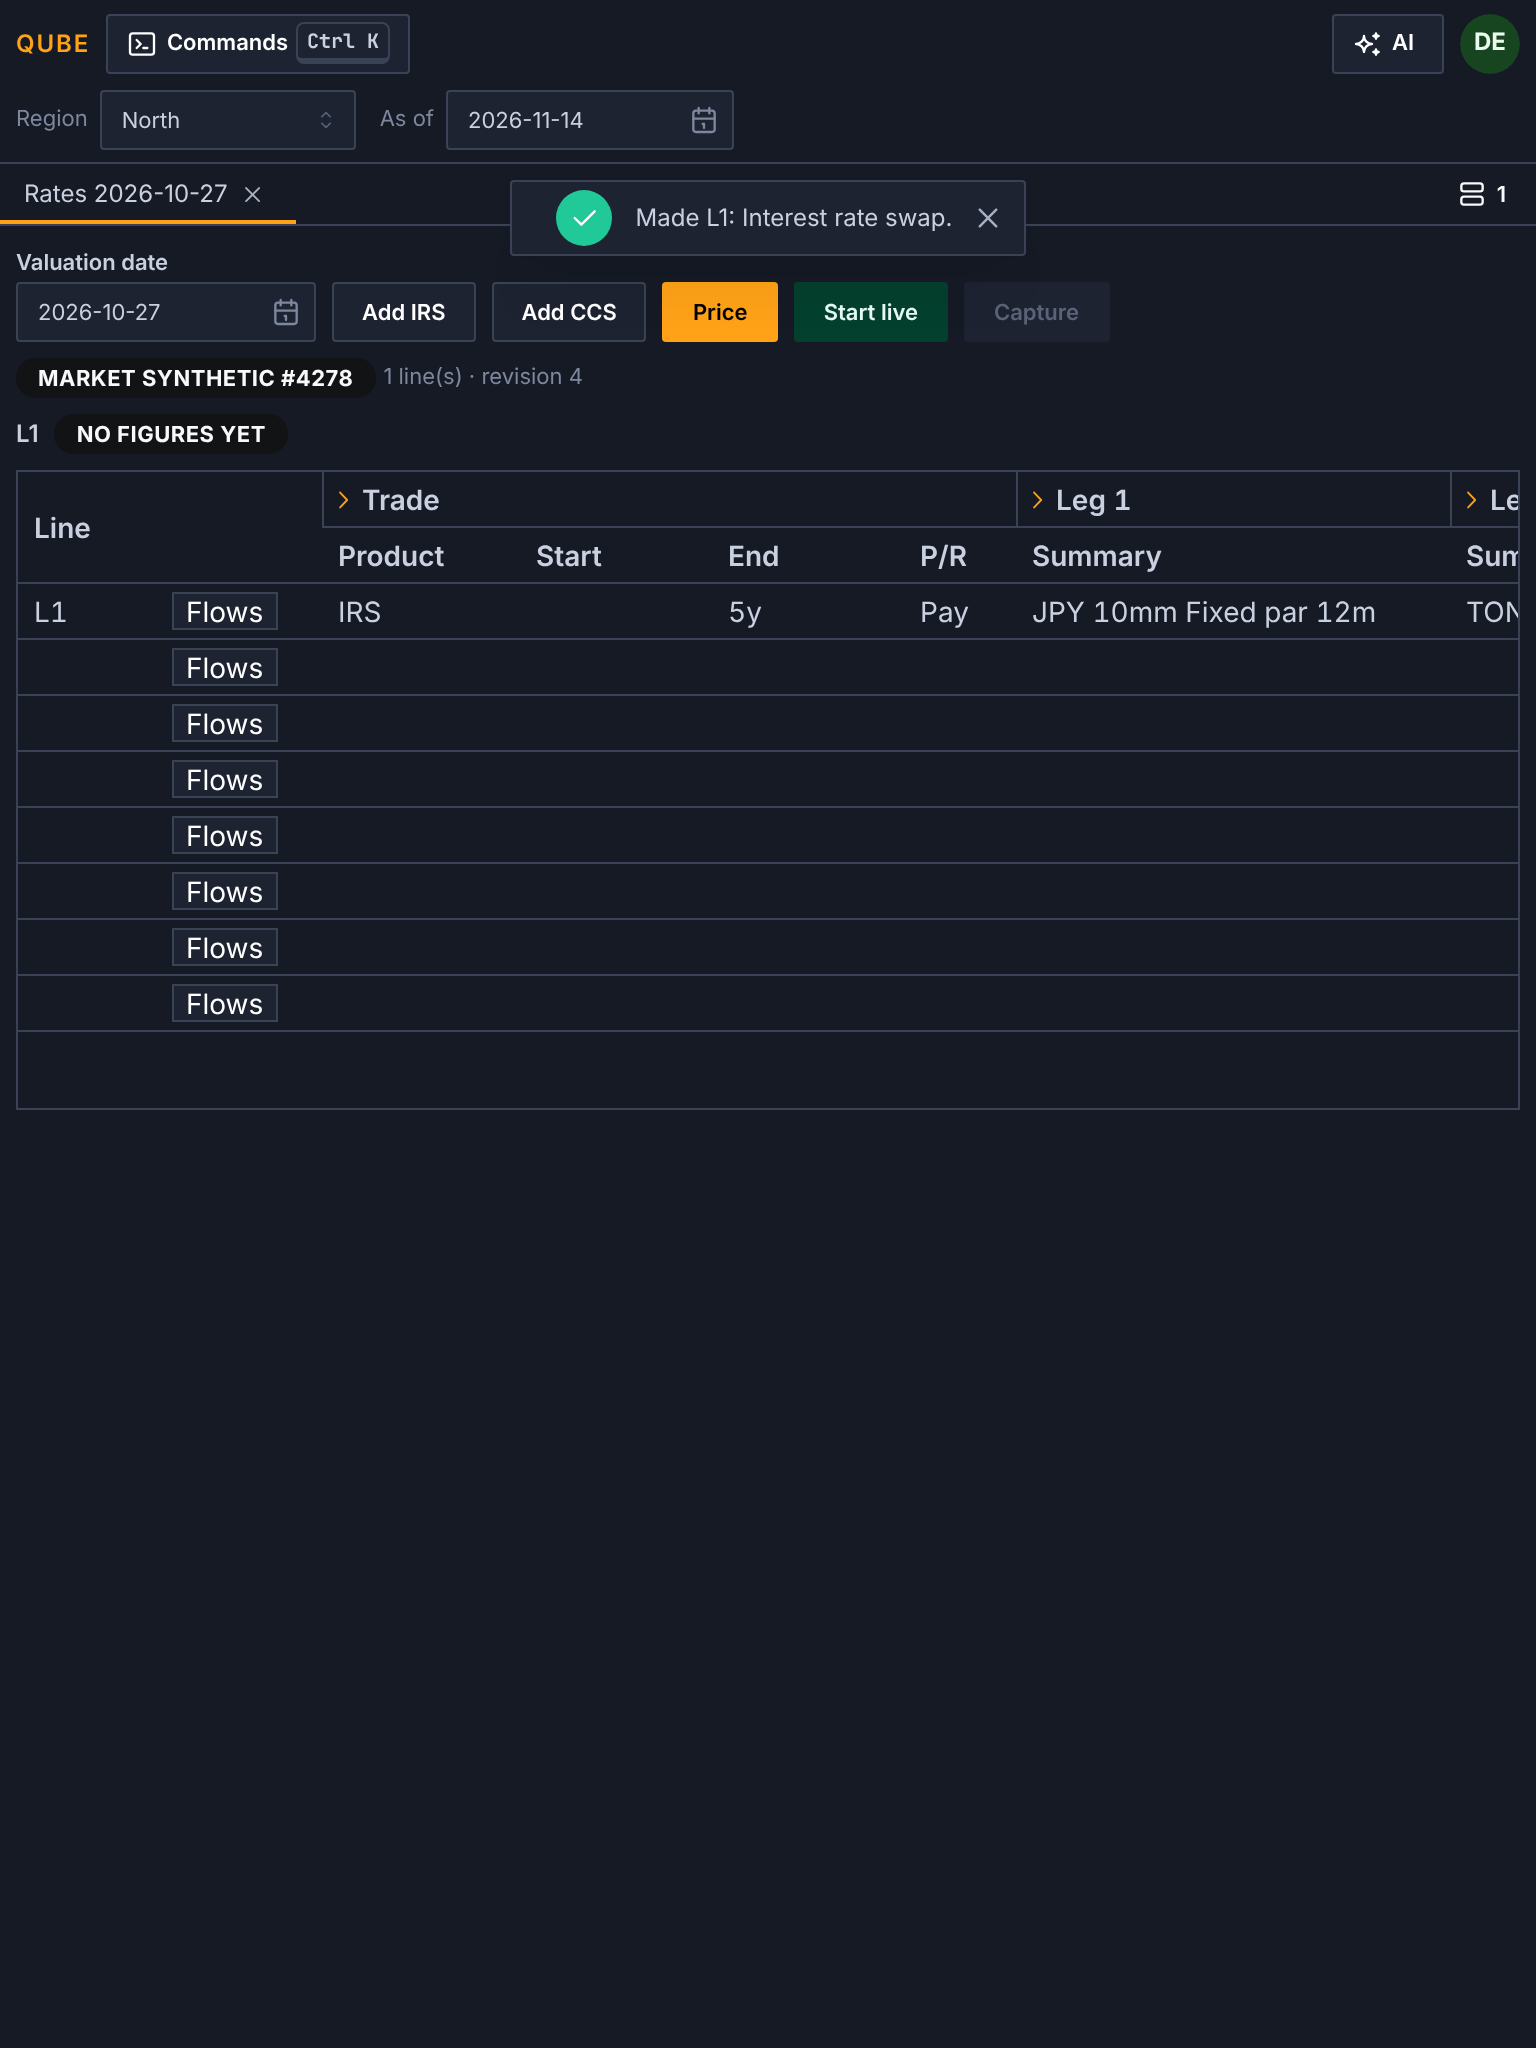 QUBE Commands Ctrl K AI DE
Region North As of 2026-11-14
Rates 2026-10-27 1
Made L1: Interest rate swap.
Valuation date
2026-10-27 Add IRS Add CCS Price Start live Capture
MARKET SYNTHETIC #4278 1 line(s) · revision 4
L1 NO FIGURES YET
Line Trade Leg 1 Le
Product Start End P/R Summary Sum
L1 Flows IRS 5y Pay JPY 10mm Fixed par 12m TON
Flows
Flows
Flows
Flows
Flows
Flows
Flows